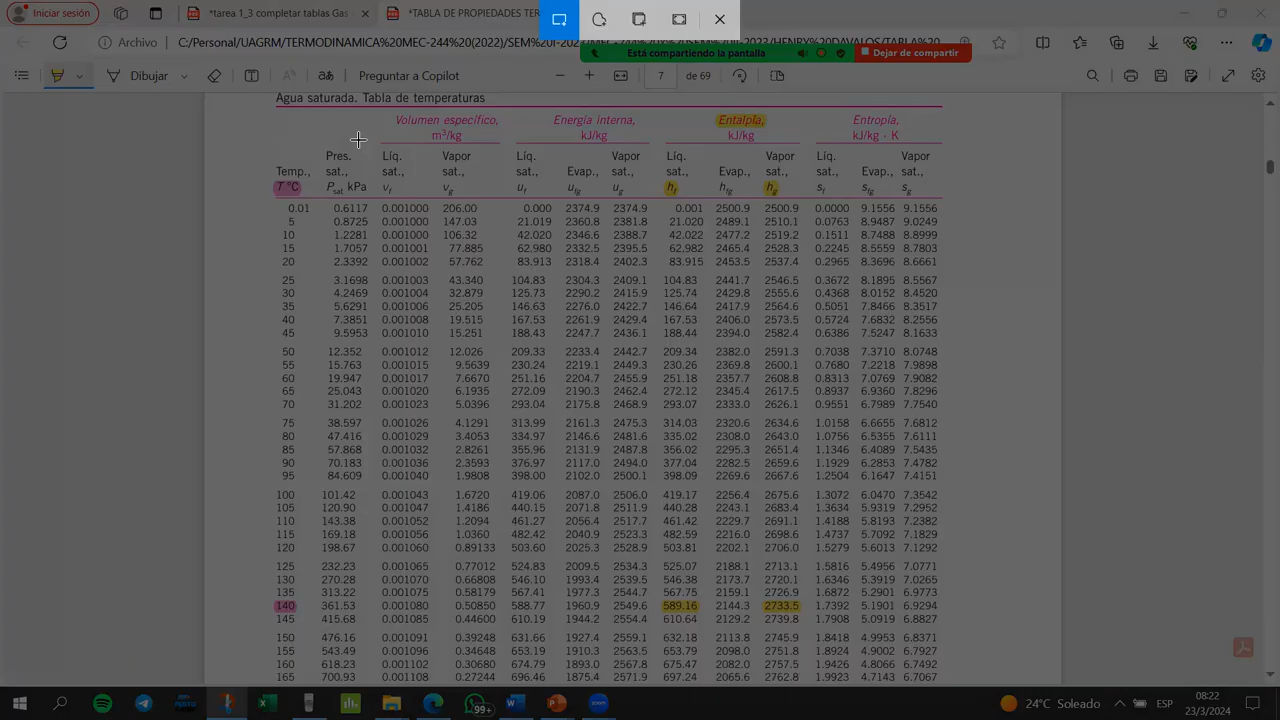 Iniciar sesión
*tarea 1_3 completar tablas Gas
*TABLA DE PROPIEDADES TER
Archivo
C:/Personal/UAGRM/TERMODINAMICA%20MEC-244%20(2022)/SEM%20I-2024/MEC-244%20I-2024/HENRY%20DAVALOS/TABLA%20...
Está compartiendo la pantalla
Dejar de compartir
Dibujar
Preguntar a Copilot
7
de 69
Agua saturada. Tabla de temperaturas
Volumen específico, Energía interna, Entalpía, Entropía,
m³/kg kJ/kg kJ/kg kJ/kg · K
Pres. Líq. Vapor Líq. Vapor Líq. Vapor Líq. Vapor
Temp., sat., sat., sat., sat., Evap., sat., sat., Evap., sat., sat., Evap., sat.,
T °C P sat kPa vf vg uf ufg ug hf hfg hg sf sfg sg
0.01 0.6117 0.001000 206.00 0.000 2374.9 2374.9 0.001 2500.9 2500.9 0.0000 9.1556 9.1556
5 0.8725 0.001000 147.03 21.019 2360.8 2381.8 21.020 2489.1 2510.1 0.0763 8.9487 9.0249
10 1.2281 0.001000 106.32 42.020 2346.6 2388.7 42.022 2477.2 2519.2 0.1511 8.7488 8.8999
15 1.7057 0.001001 77.885 62.980 2332.5 2395.5 62.982 2465.4 2528.3 0.2245 8.5559 8.7803
20 2.3392 0.001002 57.762 83.913 2318.4 2402.3 83.915 2453.5 2537.4 0.2965 8.3696 8.6661
25 3.1698 0.001003 43.340 104.83 2304.3 2409.1 104.83 2441.7 2546.5 0.3672 8.1895 8.5567
30 4.2469 0.001004 32.879 125.73 2290.2 2415.9 125.74 2429.8 2555.6 0.4368 8.0152 8.4520
35 5.6291 0.001006 25.205 146.63 2276.0 2422.7 146.64 2417.9 2564.6 0.5051 7.8466 8.3517
40 7.3851 0.001008 19.515 167.53 2261.9 2429.4 167.53 2406.0 2573.5 0.5724 7.6832 8.2556
45 9.5953 0.001010 15.251 188.43 2247.7 2436.1 188.44 2394.0 2582.4 0.6386 7.5247 8.1633
50 12.352 0.001012 12.026 209.33 2233.4 2442.7 209.34 2382.0 2591.3 0.7038 7.3710 8.0748
55 15.763 0.001015 9.5639 230.24 2219.1 2449.3 230.26 2369.8 2600.1 0.7680 7.2218 7.9898
60 19.947 0.001017 7.6670 251.16 2204.7 2455.9 251.18 2357.7 2608.8 0.8313 7.0769 7.9082
65 25.043 0.001020 6.1935 272.09 2190.3 2462.4 272.12 2345.4 2617.5 0.8937 6.9360 7.8296
70 31.202 0.001023 5.0396 293.04 2175.8 2468.9 293.07 2333.0 2626.1 0.9551 6.7989 7.7540
75 38.597 0.001026 4.1291 313.99 2161.3 2475.3 314.03 2320.6 2634.6 1.0158 6.6655 7.6812
80 47.416 0.001029 3.4053 334.97 2146.6 2481.6 335.02 2308.0 2643.0 1.0756 6.5355 7.6111
85 57.868 0.001032 2.8261 355.96 2131.9 2487.8 356.02 2295.3 2651.4 1.1346 6.4089 7.5435
90 70.183 0.001036 2.3593 376.97 2117.0 2494.0 377.04 2282.5 2659.6 1.1929 6.2853 7.4782
95 84.609 0.001040 1.9808 398.00 2102.0 2500.1 398.09 2269.6 2667.6 1.2504 6.1647 7.4151
100 101.42 0.001043 1.6720 419.06 2087.0 2506.0 419.17 2256.4 2675.6 1.3072 6.0470 7.3542
105 120.90 0.001047 1.4186 440.15 2071.8 2511.9 440.28 2243.1 2683.4 1.3634 5.9319 7.2952
110 143.38 0.001052 1.2094 461.27 2056.4 2517.7 461.42 2229.7 2691.1 1.4188 5.8193 7.2382
115 169.18 0.001056 1.0360 482.42 2040.9 2523.3 482.59 2216.0 2698.6 1.4737 5.7092 7.1829
120 198.67 0.001060 0.89133 503.60 2025.3 2528.9 503.81 2202.1 2706.0 1.5279 5.6013 7.1292
125 232.23 0.001065 0.77012 524.83 2009.5 2534.3 525.07 2188.1 2713.1 1.5816 5.4956 7.0771
130 270.28 0.001070 0.66808 546.10 1993.4 2539.5 546.38 2173.7 2720.1 1.6346 5.3919 7.0265
135 313.22 0.001075 0.58179 567.41 1977.3 2544.7 567.75 2159.1 2726.9 1.6872 5.2901 6.9773
140 361.53 0.001080 0.50850 588.77 1960.9 2549.6 589.16 2144.3 2733.5 1.7392 5.1901 6.9294
145 415.68 0.001085 0.44600 610.19 1944.2 2554.4 610.64 2129.2 2739.8 1.7908 5.0919 6.8827
150 476.16 0.001091 0.39248 631.66 1927.4 2559.1 632.18 2113.8 2745.9 1.8418 4.9953 6.8371
155 543.49 0.001096 0.34648 653.19 1910.3 2563.5 653.79 2098.0 2751.8 1.8924 4.9002 6.7927
160 618.23 0.001102 0.30680 674.79 1893.0 2567.8 675.47 2082.0 2757.5 1.9426 4.8066 6.7492
165 700.93 0.001108 0.27244 696.46 1875.4 2571.9 697.24 2065.6 2762.8 1.9923 4.7143 6.7067
FESTO
99+
24°C Soleado
ESP
08:22
23/3/2024